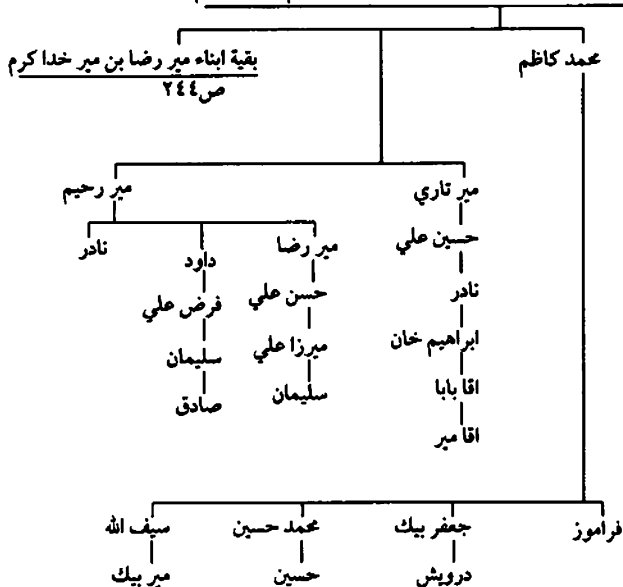 محمد كاظم
بقية ابناء مير رضا بن مير خدا كرم
ص٢٤٤
مير تاري
مير رحيم
حسين علي
مير رضا
داود
نادر
نادر
حسن علي
فرض علي
ابراهيم خان
ميرزا علي
سليمان
اقا بابا
سليمان
صادق
اقا مير
فراموز
جعفر بيك
محمد حسين
سيف الله
درويش
حسين
مير بيك